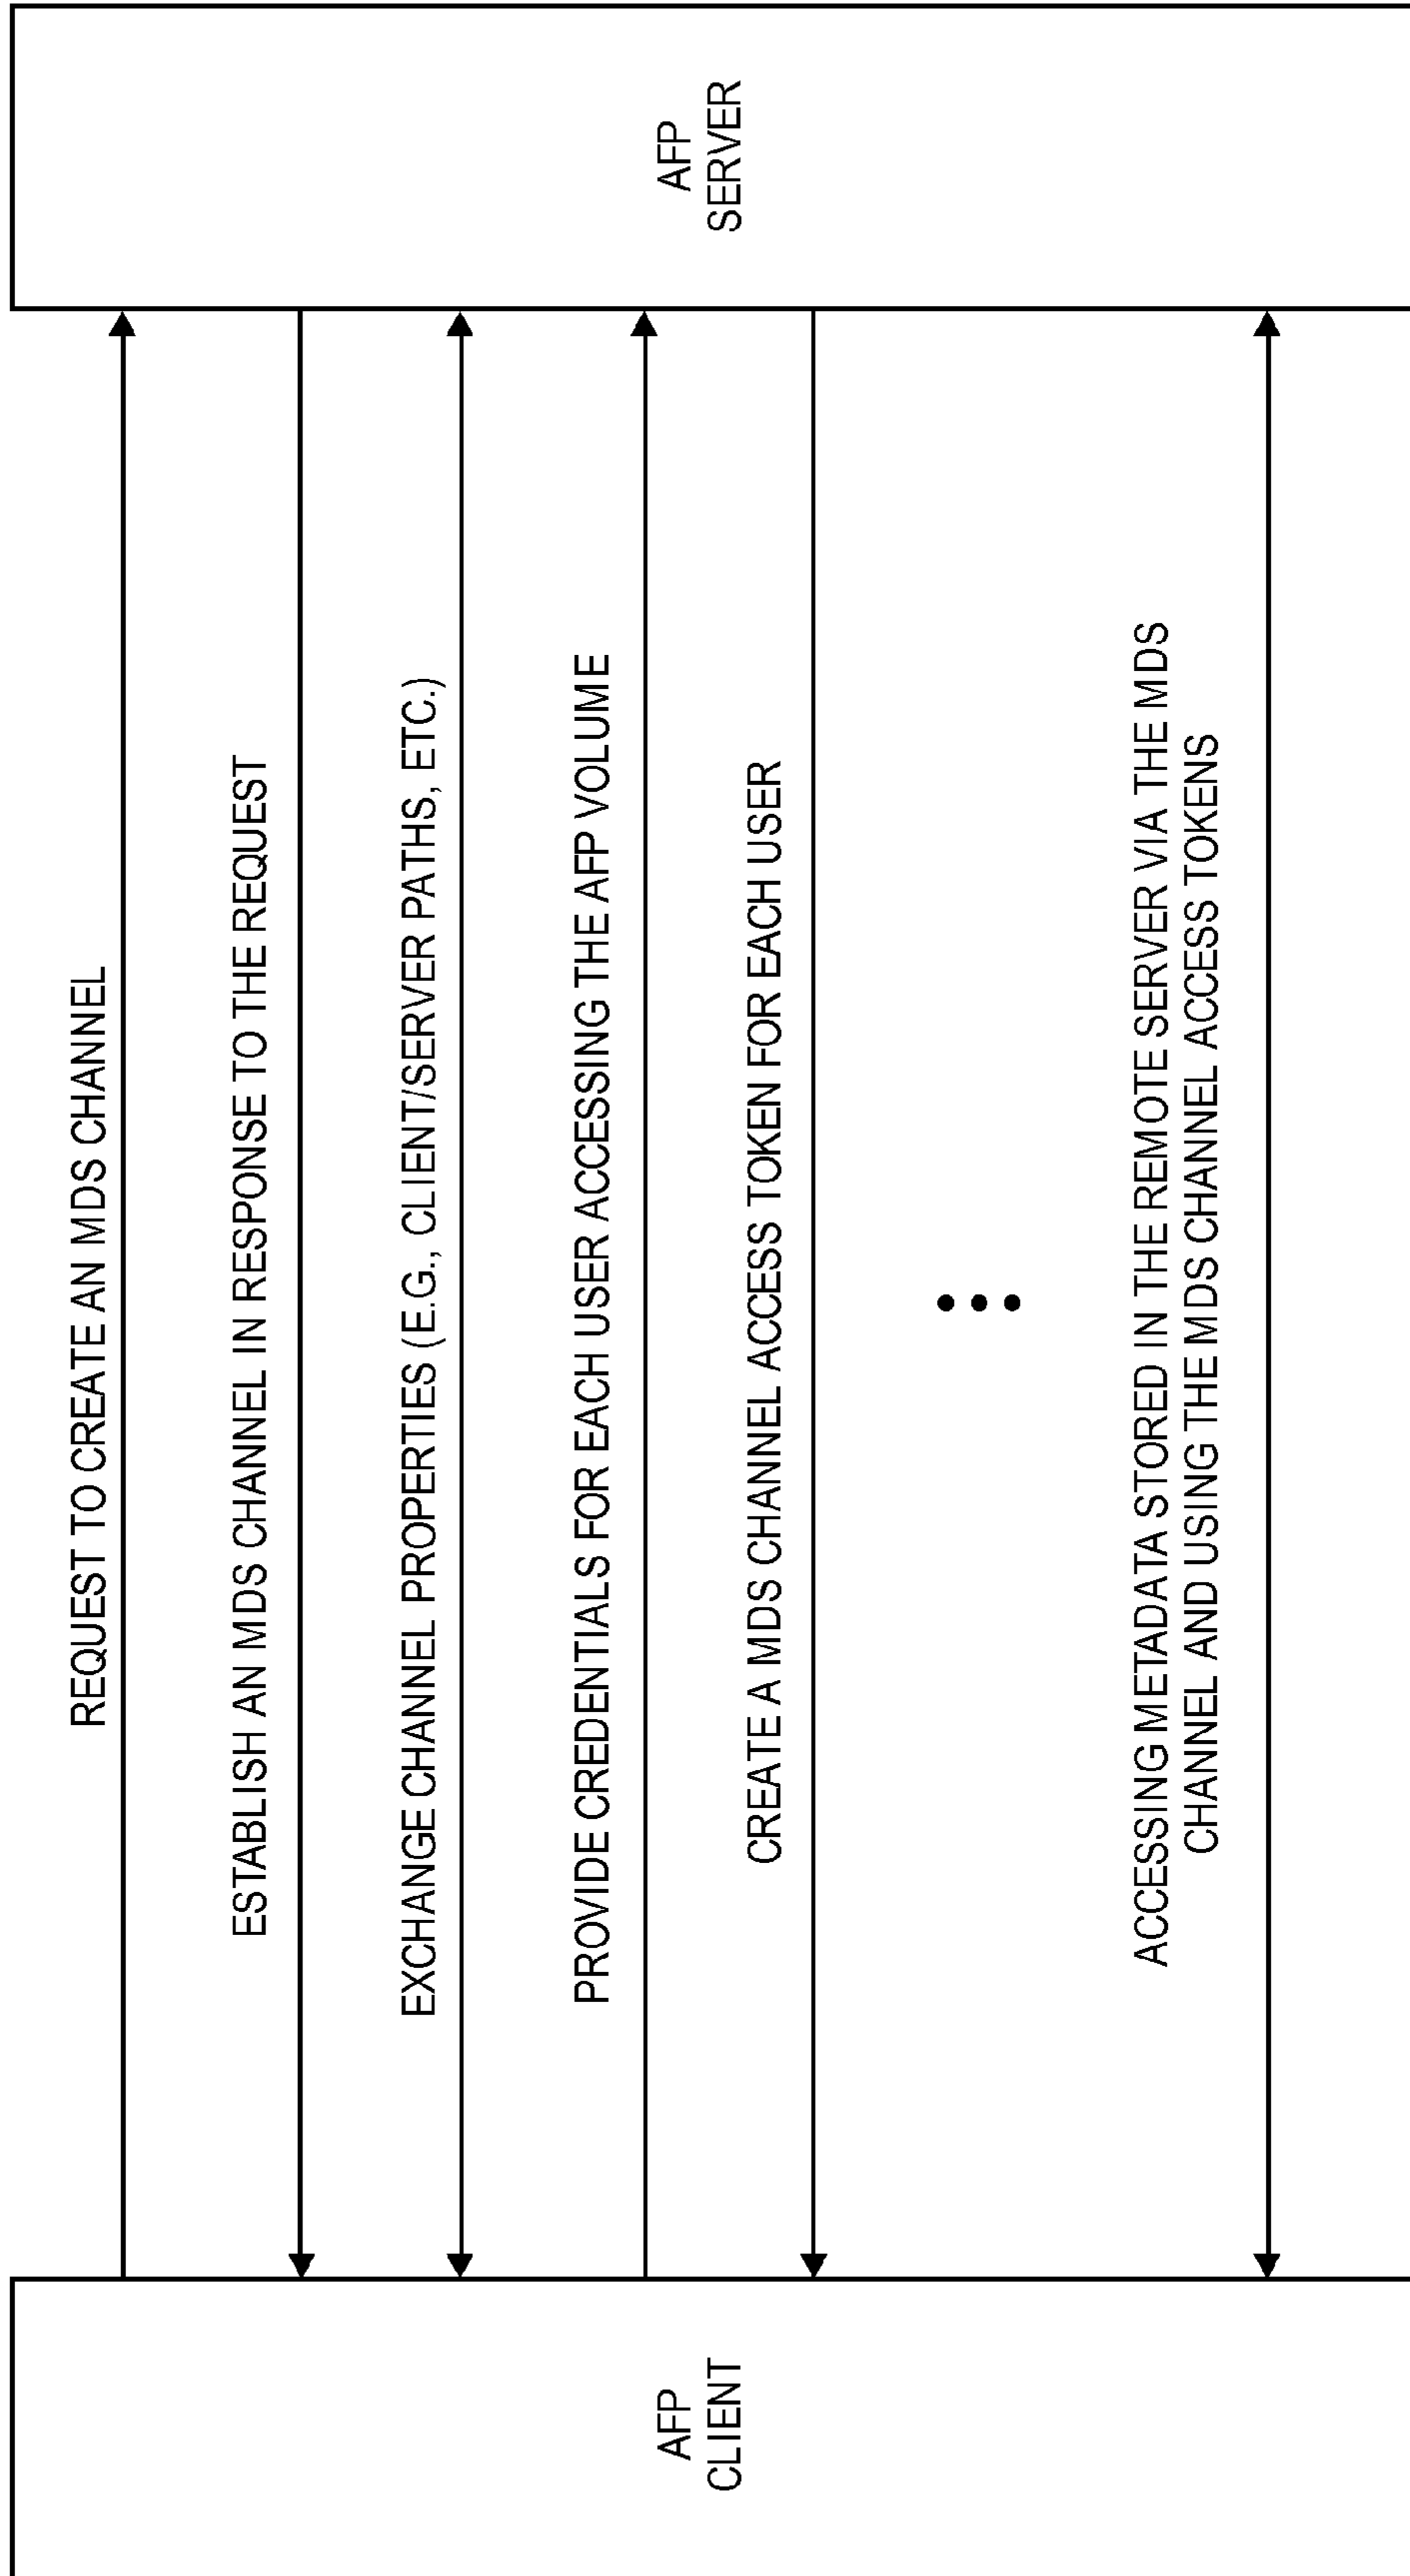 AFP
CLIENT
AFP
SERVER
REQUEST TO CREATE AN MDS CHANNEL
ESTABLISH AN MDS CHANNEL IN RESPONSE TO THE REQUEST
EXCHANGE CHANNEL PROPERTIES (E.G., CLIENT/SERVER PATHS, ETC.)
PROVIDE CREDENTIALS FOR EACH USER ACCESSING THE AFP VOLUME
CREATE A MDS CHANNEL ACCESS TOKEN FOR EACH USER
ACCESSING METADATA STORED IN THE REMOTE SERVER VIA THE MDS
CHANNEL AND USING THE MDS CHANNEL ACCESS TOKENS